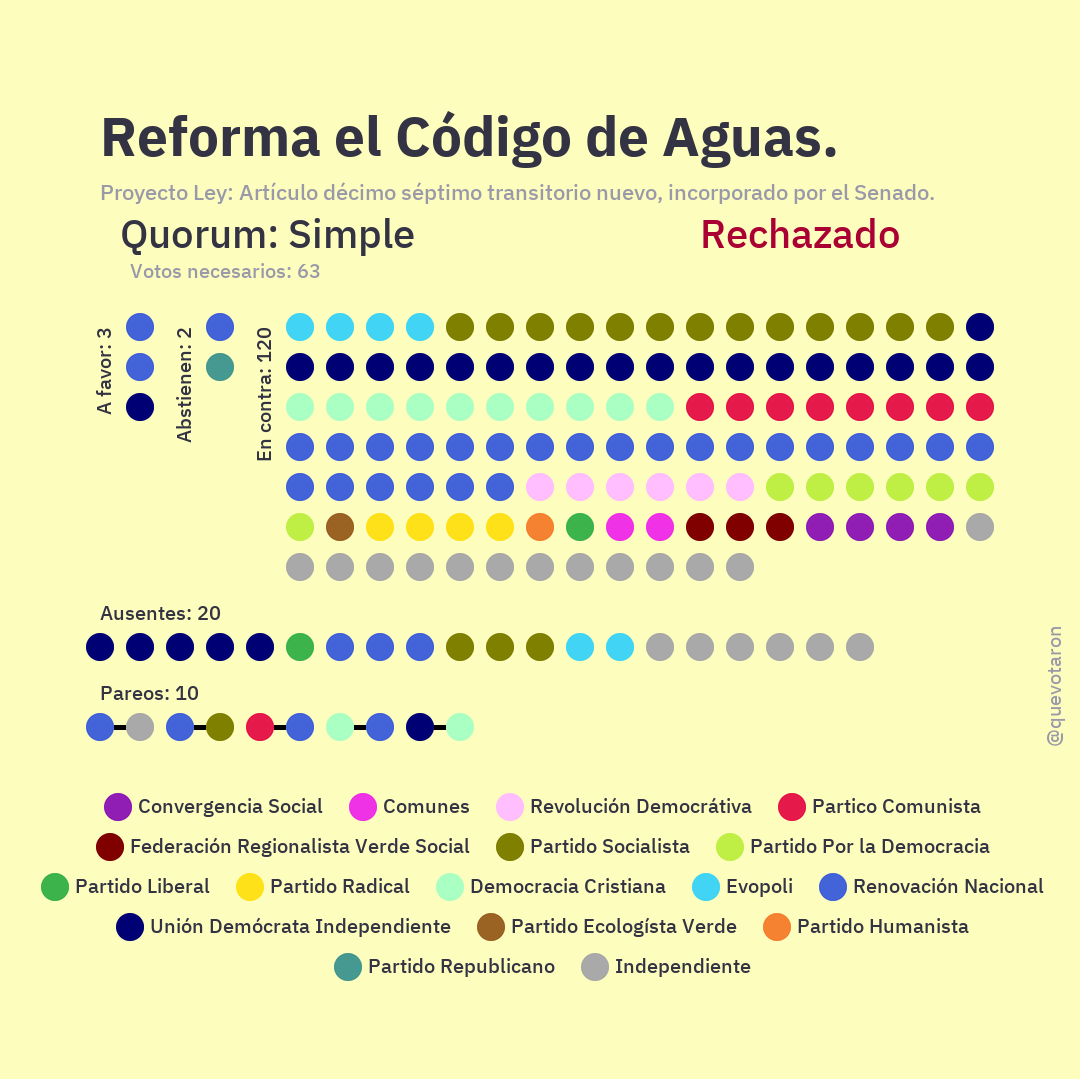 Reforma el Código de Aguas.
Proyecto Ley: Artículo décimo séptimo transitorio nuevo, incorporado por el Senado.
Quorum: Simple
Rechazado
Votos necesarios: 63
A favor: 3
Abstienen: 2
En contra: 120
Ausentes: 20
Pareos: 10
@quevotaron
Convergencia Social Comunes Revolución Democrátiva Partico Comunista
Federación Regionalista Verde Social Partido Socialista Partido Por la Democracia
Partido Liberal Partido Radical Democracia Cristiana Evopoli Renovación Nacional
Unión Demócrata Independiente Partido Ecologísta Verde Partido Humanista
Partido Republicano Independiente